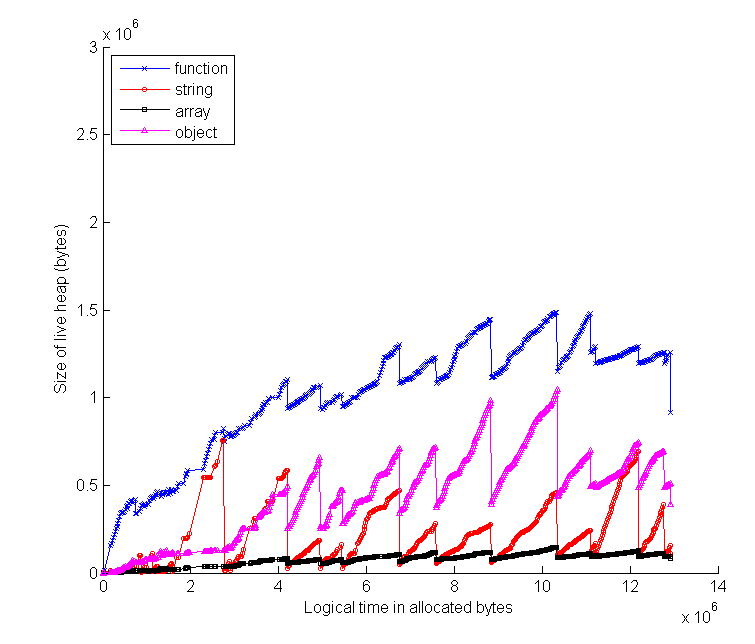 x 10^6
3
2.5
2
1.5
1
0.5
0
Size of live heap (bytes)
function
string
array
object
0 2 4 6 8 10 12 14
Logical time in allocated bytes
x 10^6